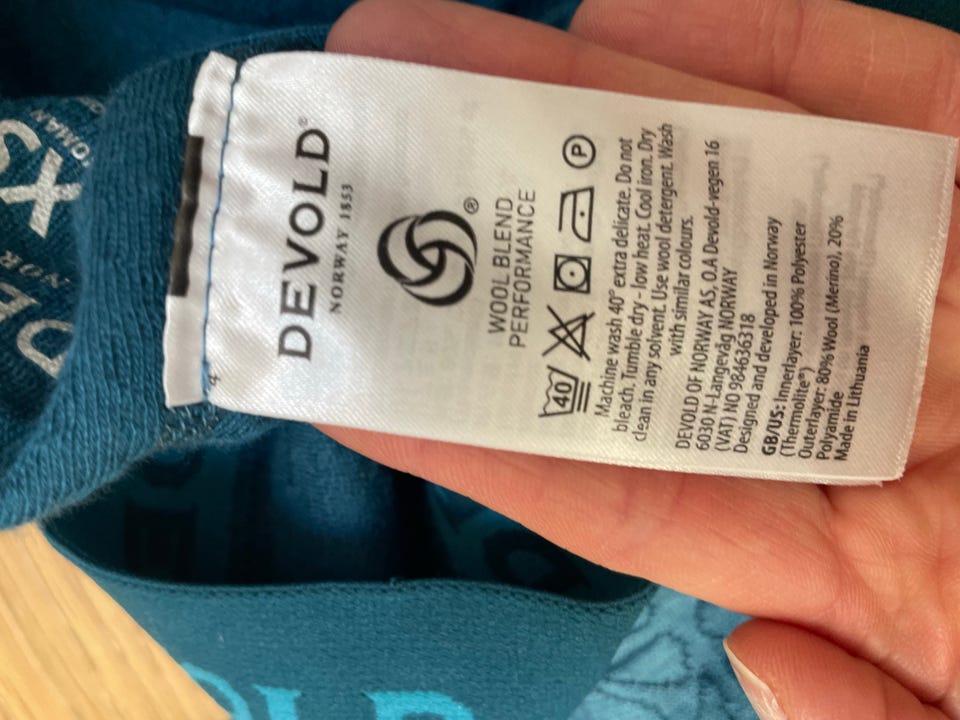 DEVOLD®
NORWAY 1853
®
WOOL BLEND
PERFORMANCE
40 P
Machine wash 40° extra delicate. Do not
bleach. Tumble dry - low heat. Cool iron. Dry
clean in any solvent. Use wool detergent. Wash
with similar colours.
DEVOLD OF NORWAY AS. O.A Devold-vegen 16
6030 N-Langevåg NORWAY
(VAT) NO 984636318
Designed and developed in Norway
GB/US: Innerlayer: 100% Polyester
(Thermolite®)
Outerlayer: 80% Wool (Merino), 20%
Polyamide
Made in Lithuania
4
XS